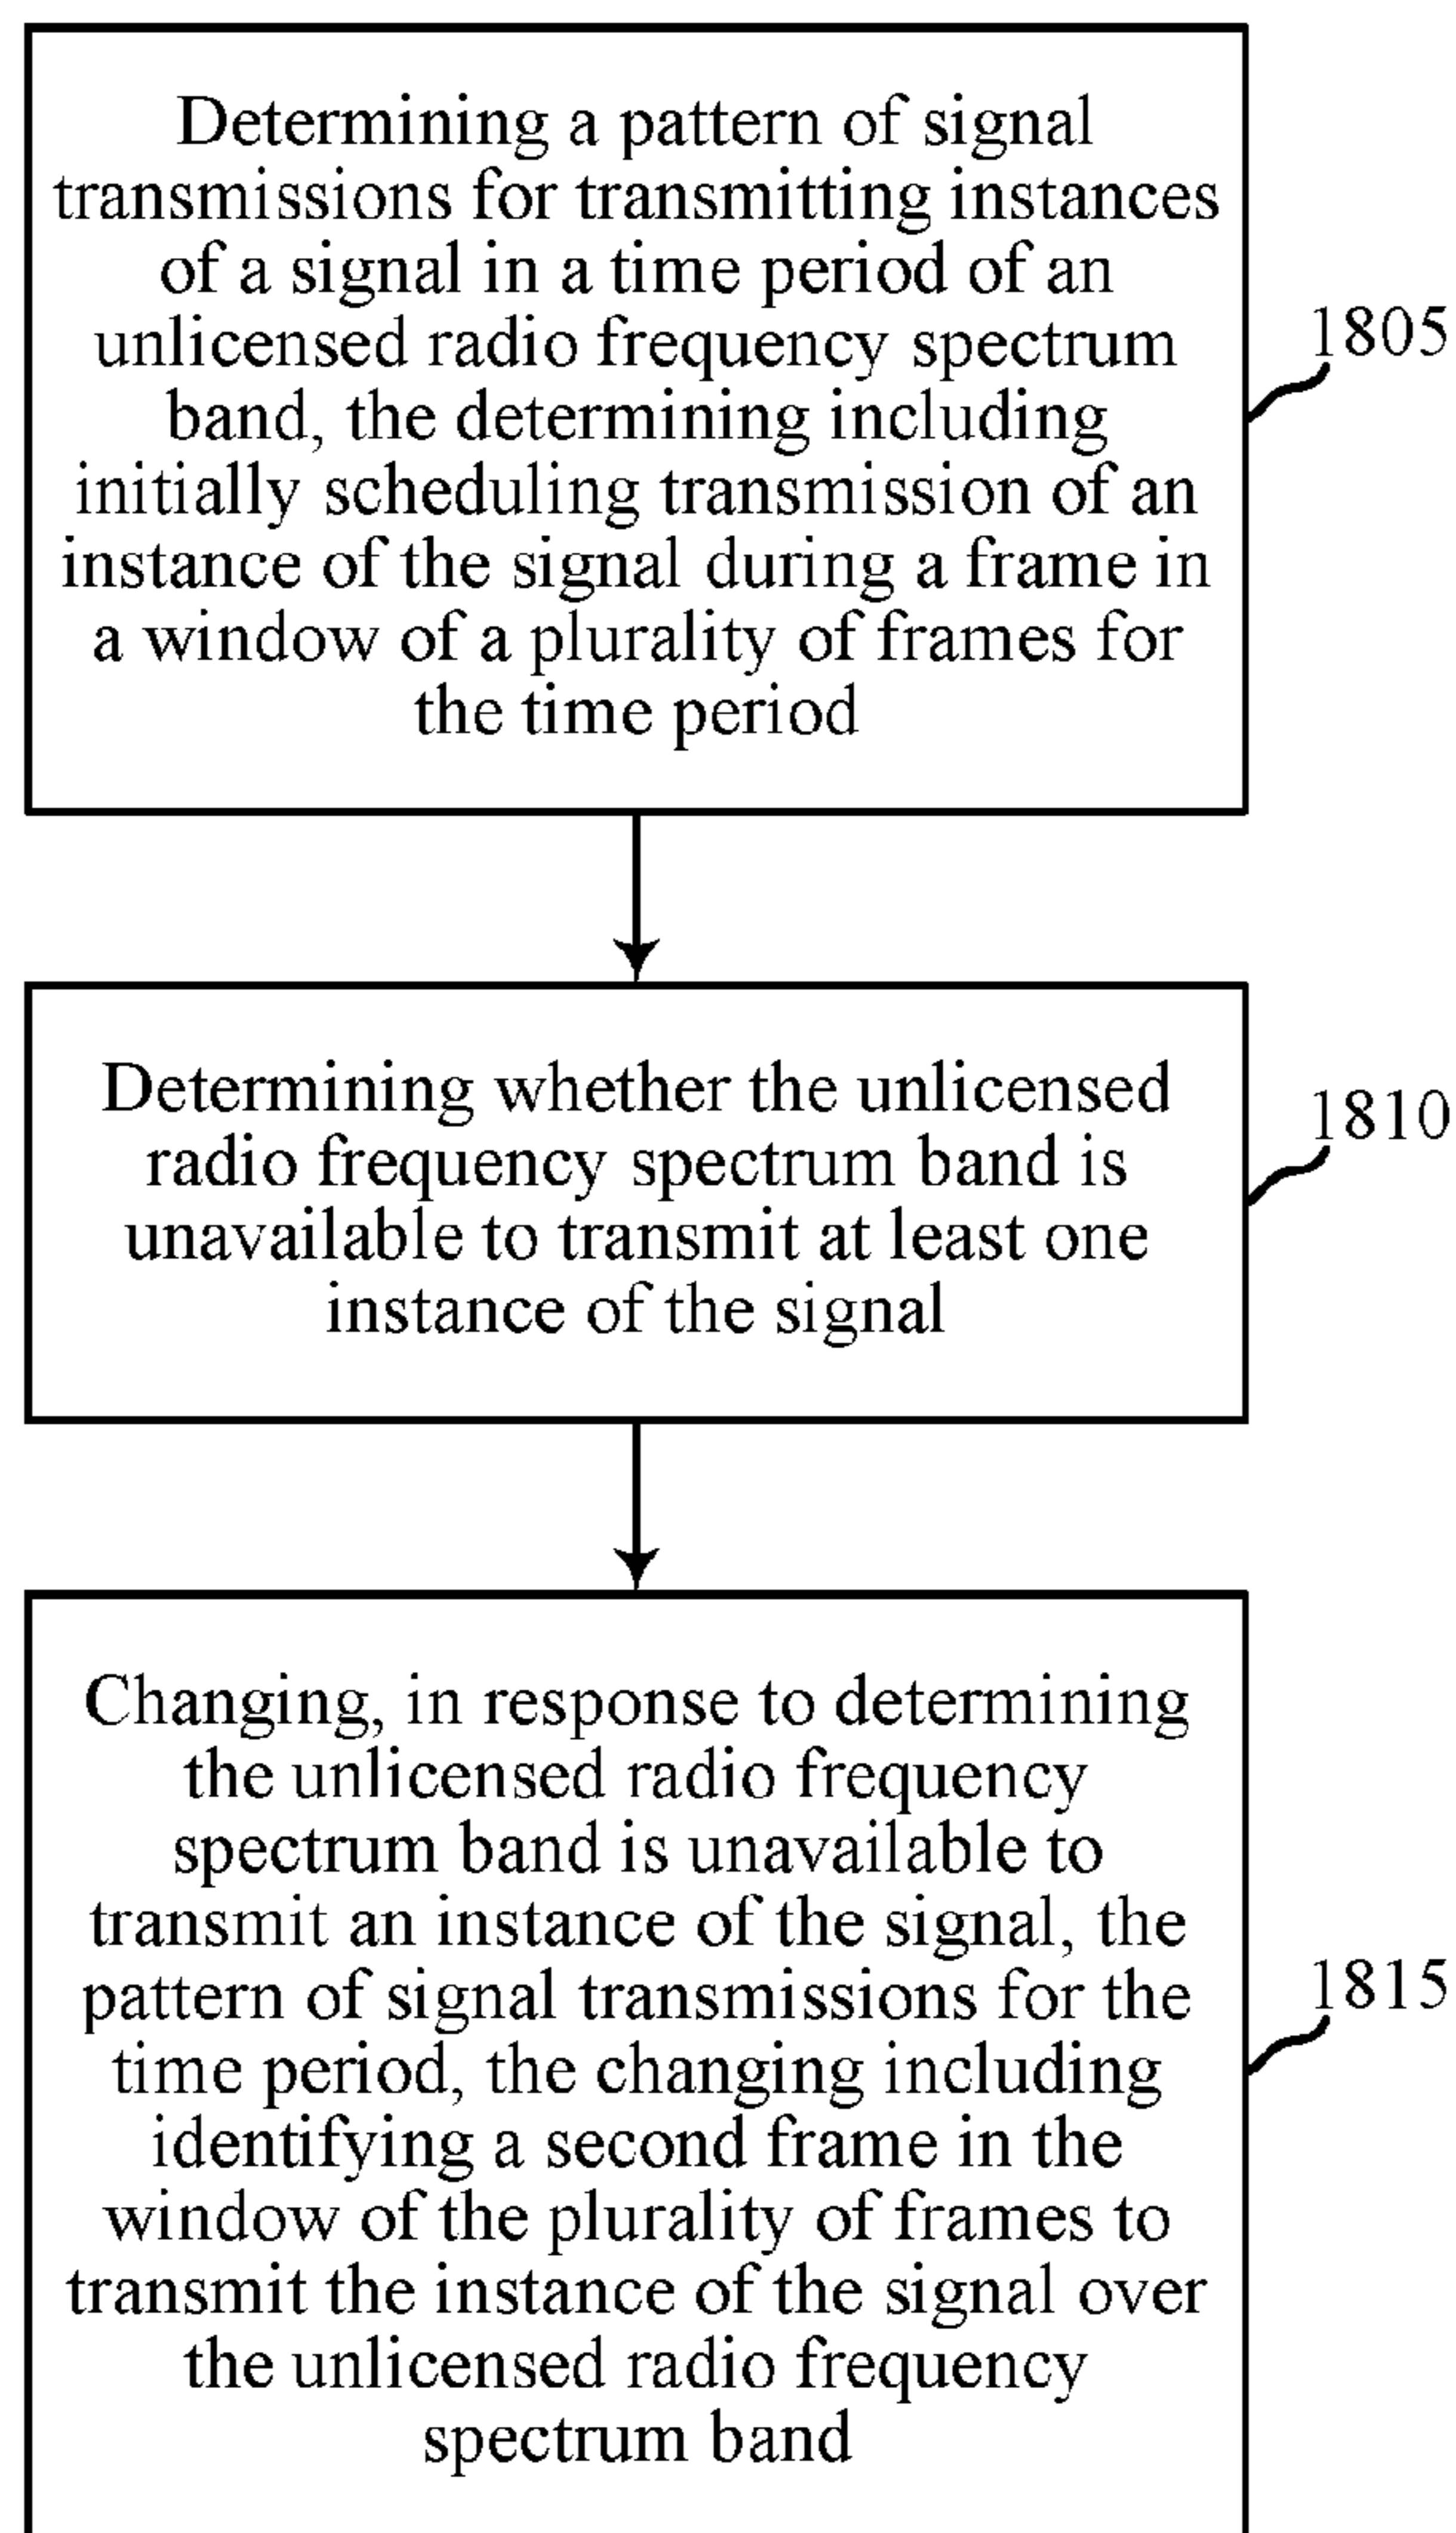 Determining a pattern of signal
transmissions for transmitting instances
of a signal in a time period of an
unlicensed radio frequency spectrum
band, the determining including
initially scheduling transmission of an
instance of the signal during a frame in
a window of a plurality of frames for
the time period
1805
Determining whether the unlicensed
radio frequency spectrum band is
unavailable to transmit at least one
instance of the signal
1810
Changing, in response to determining
the unlicensed radio frequency
spectrum band is unavailable to
transmit an instance of the signal, the
pattern of signal transmissions for the
time period, the changing including
identifying a second frame in the
window of the plurality of frames to
transmit the instance of the signal over
the unlicensed radio frequency
spectrum band
1815